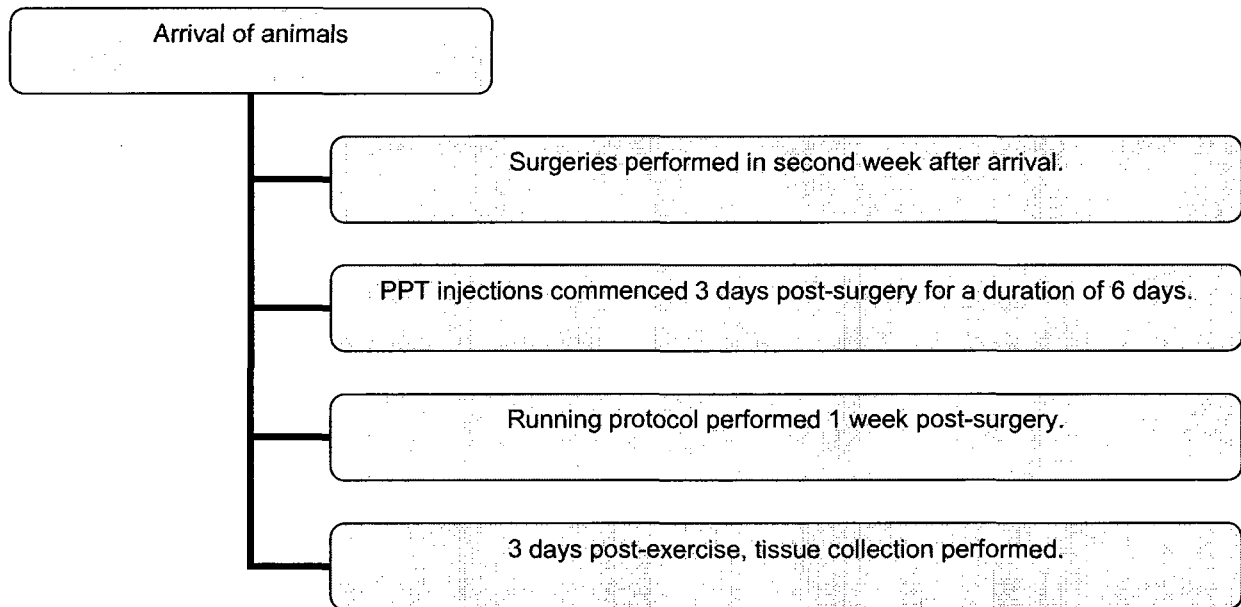 Arrival of animals
Surgeries performed in second week after arrival.
PPT injections commenced 3 days post-surgery for a duration of 6 days.
Running protocol performed 1 week post-surgery.
3 days post-exercise, tissue collection performed.